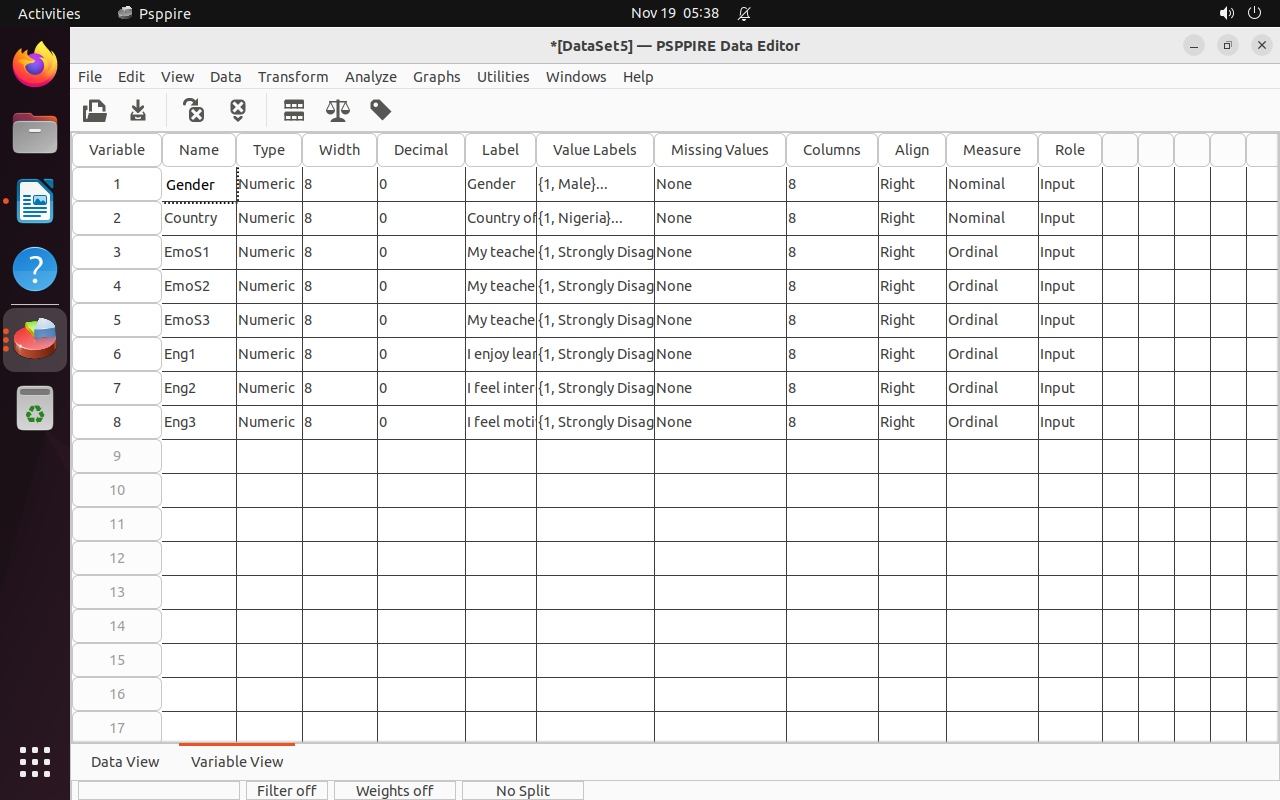 Activities Psppire Nov 19 05:38
*[DataSet5] — PSPPIRE Data Editor
File Edit View Data Transform Analyze Graphs Utilities Windows Help
Variable Name Type Width Decimal Label Value Labels Missing Values Columns Align Measure Role
1 Gender Numeric 8 0 Gender {1, Male}... None 8 Right Nominal Input
2 Country Numeric 8 0 Country of {1, Nigeria}... None 8 Right Nominal Input
3 EmoS1 Numeric 8 0 My teache {1, Strongly Disag None 8 Right Ordinal Input
4 EmoS2 Numeric 8 0 My teache {1, Strongly Disag None 8 Right Ordinal Input
5 EmoS3 Numeric 8 0 My teache {1, Strongly Disag None 8 Right Ordinal Input
6 Eng1 Numeric 8 0 I enjoy lear {1, Strongly Disag None 8 Right Ordinal Input
7 Eng2 Numeric 8 0 I feel inter {1, Strongly Disag None 8 Right Ordinal Input
8 Eng3 Numeric 8 0 I feel moti {1, Strongly Disag None 8 Right Ordinal Input
9
10
11
12
13
14
15
16
17
Data View Variable View
Filter off Weights off No Split